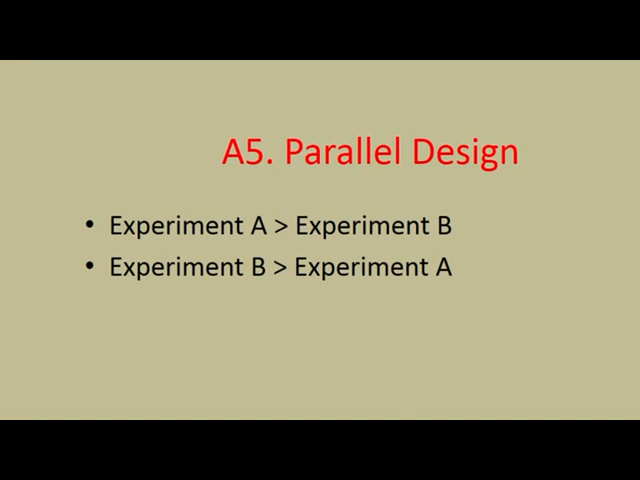 A5. Parallel Design
• Experiment A > Experiment B
• Experiment B > Experiment A